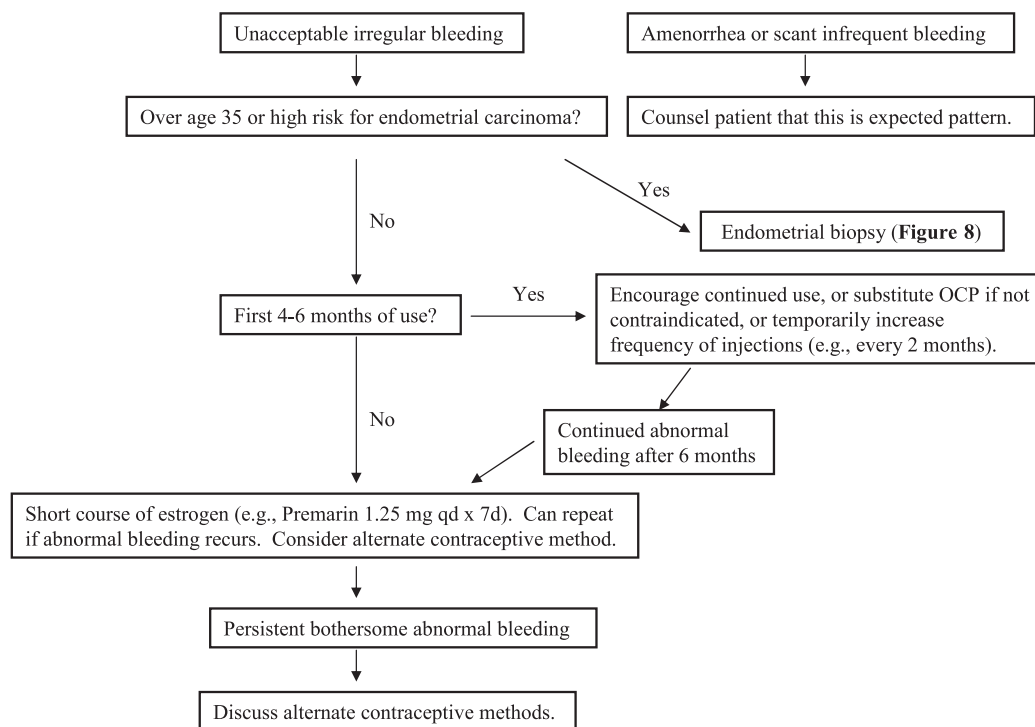 Unacceptable irregular bleeding
Amenorrhea or scant infrequent bleeding
Over age 35 or high risk for endometrial carcinoma?
Counsel patient that this is expected pattern.
Yes
No
Endometrial biopsy (Figure 8)
First 4-6 months of use?
Yes
Encourage continued use, or substitute OCP if not
contraindicated, or temporarily increase
frequency of injections (e.g., every 2 months).
No
Continued abnormal
bleeding after 6 months
Short course of estrogen (e.g., Premarin 1.25 mg qd x 7d). Can repeat
if abnormal bleeding recurs. Consider alternate contraceptive method.
Persistent bothersome abnormal bleeding
Discuss alternate contraceptive methods.